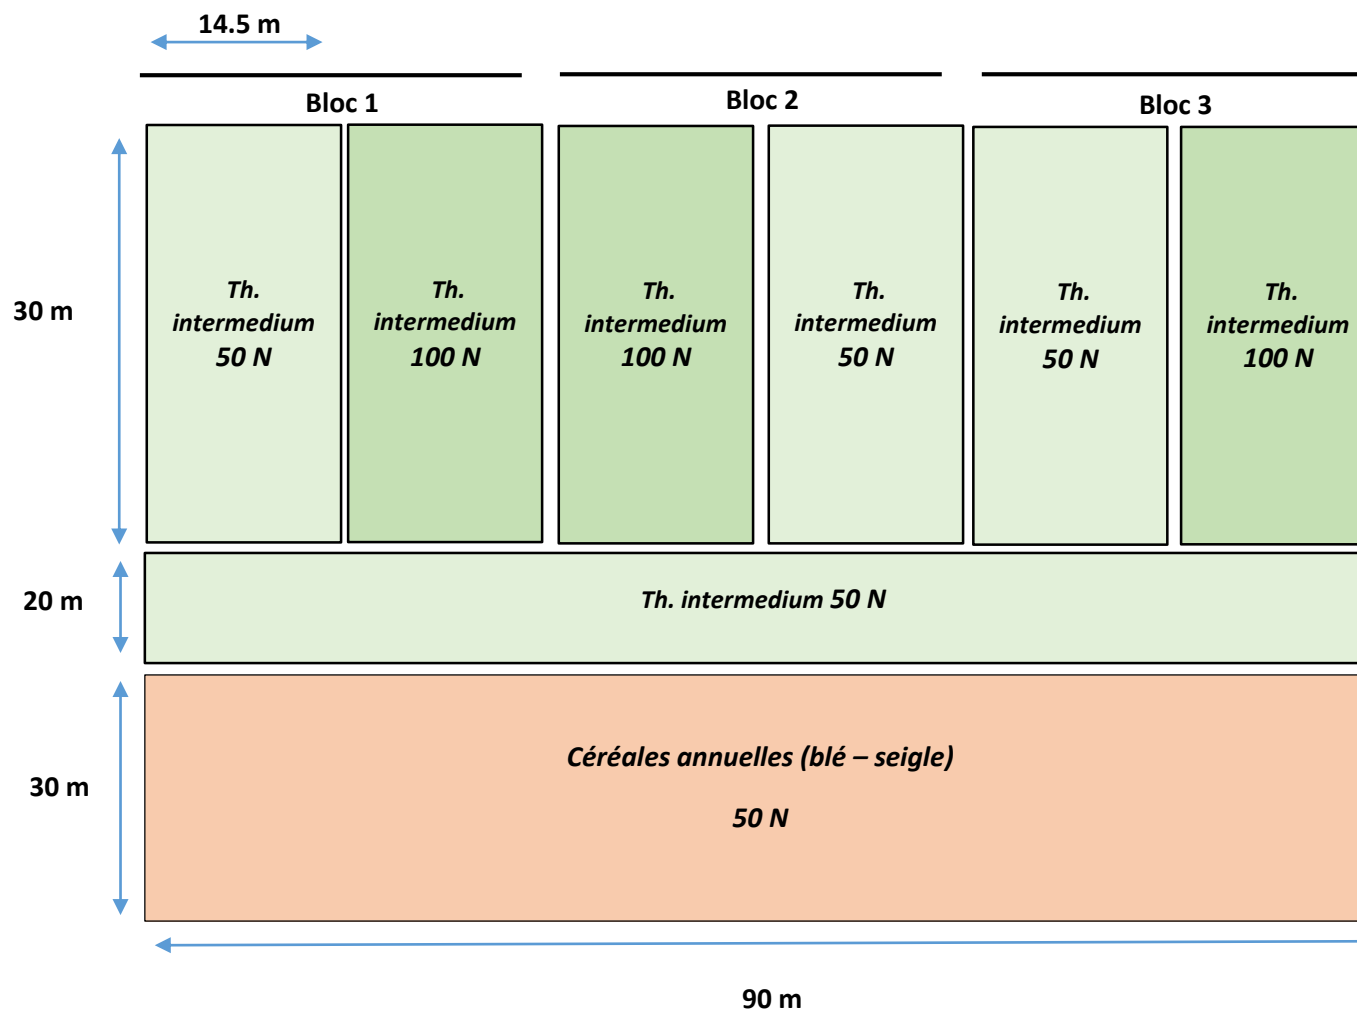 14.5 m
Bloc 1
Bloc 2
Bloc 3
30 m
Th.
intermedium
50 N
Th.
intermedium
100 N
Th.
intermedium
100 N
Th.
intermedium
50 N
Th.
intermedium
50 N
Th.
intermedium
100 N
20 m
Th. intermedium 50 N
30 m
Céréales annuelles (blé – seigle)
50 N
90 m